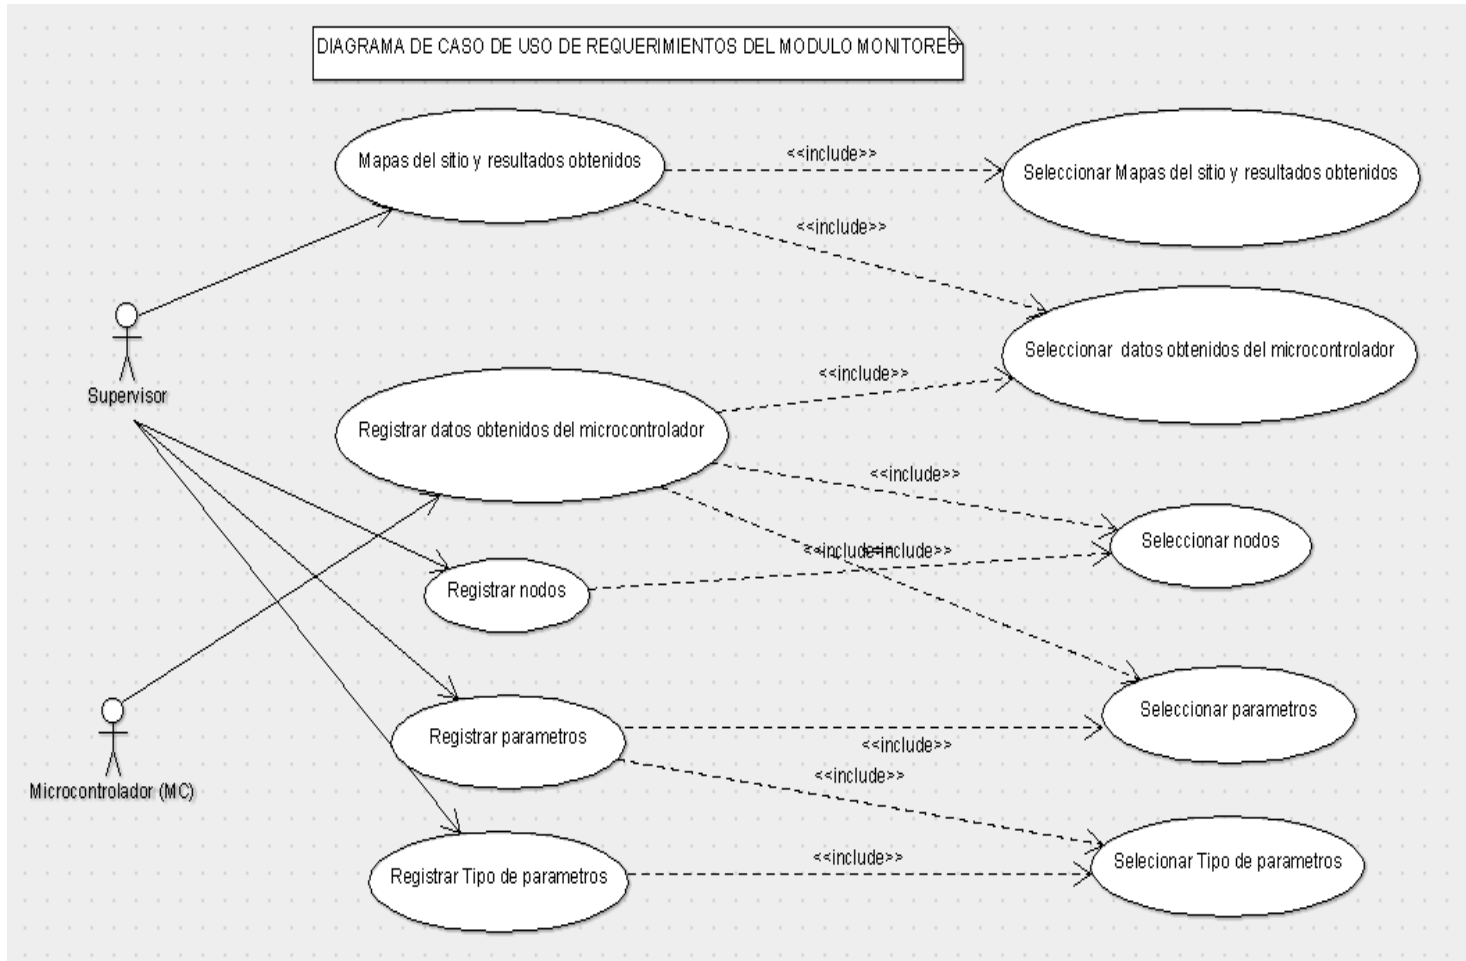 DIAGRAMA DE CASO DE USO DE REQUERIMIENTOS DEL MODULO MONITOREO
Mapas del sitio y resultados obtenidos
<<include>>
Seleccionar Mapas del sitio y resultados obtenidos
<<include>>
Supervisor
Seleccionar datos obtenidos del microcontrolador
<<include>>
Registrar datos obtenidos del microcontrolador
<<include>>
Seleccionar nodos
<<include>>
<<include>>
Registrar nodos
Seleccionar parametros
Registrar parametros
<<include>>
<<include>>
Microcontrolador (MC)
<<include>>
Selecionar Tipo de parametros
Registrar Tipo de parametros